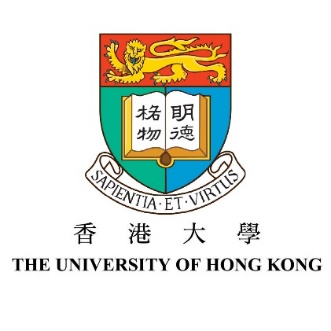 明德
格物
SAPIENTIA·ET·VIRTUS
香港大學
THE UNIVERSITY OF HONG KONG